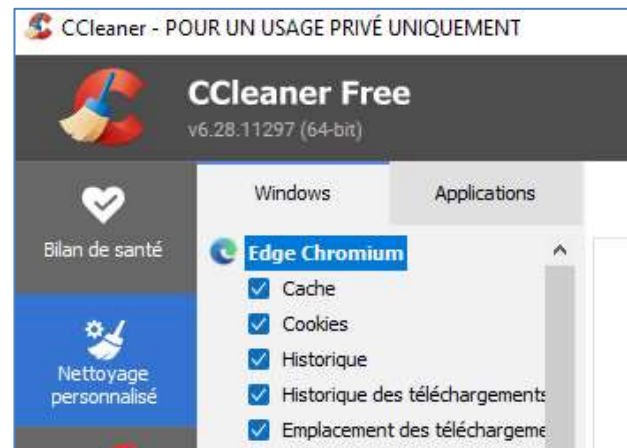 CCleaner - POUR UN USAGE PRIVÉ UNIQUEMENT
CCleaner Free
v6.28.11297 (64-bit)
Windows
Applications
Bilan de santé
Edge Chromium
Cache
Cookies
Historique
Nettoyage
personnalisé
Historique des téléchargements
Emplacement des téléchargeme